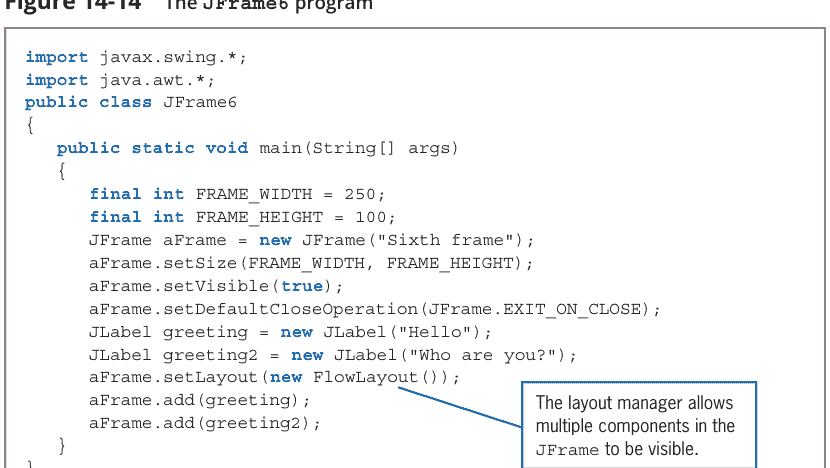 Figure 14-14 The JFrame6 program
import javax.swing.*;
import java.awt.*;
public class JFrame6
{
public static void main(String[] args)
{
final int FRAME_WIDTH = 250;
final int FRAME_HEIGHT = 100;
JFrame aFrame = new JFrame("Sixth frame");
aFrame.setSize(FRAME_WIDTH, FRAME_HEIGHT);
aFrame.setVisible(true);
aFrame.setDefaultCloseOperation(JFrame.EXIT_ON_CLOSE);
JLabel greeting = new JLabel("Hello");
JLabel greeting2 = new JLabel("Who are you?");
aFrame.setLayout(new FlowLayout());
aFrame.add(greeting);
aFrame.add(greeting2);
}
}
The layout manager allows
multiple components in the
JFrame to be visible.